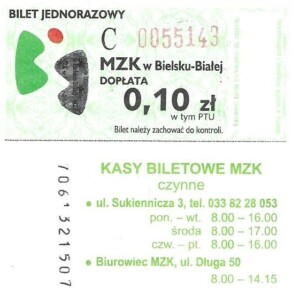 BILET JEDNORAZOWY
C 0055143
MZK w Bielsku-Białej
DOPŁATA
0,10 zł
w tym PTU
Bilet należy zachować do kontroli.
KASY BILETOWE MZK
czynne
• ul. Sukiennicza 3, tel. 033 82 28 053
pon. – wt. 8.00 – 16.00
środa 8.00 – 17.00
czw. – pt. 8.00 – 16.00
• Biurowiec MZK, ul. Długa 50
8.00 – 14.15
7061321507